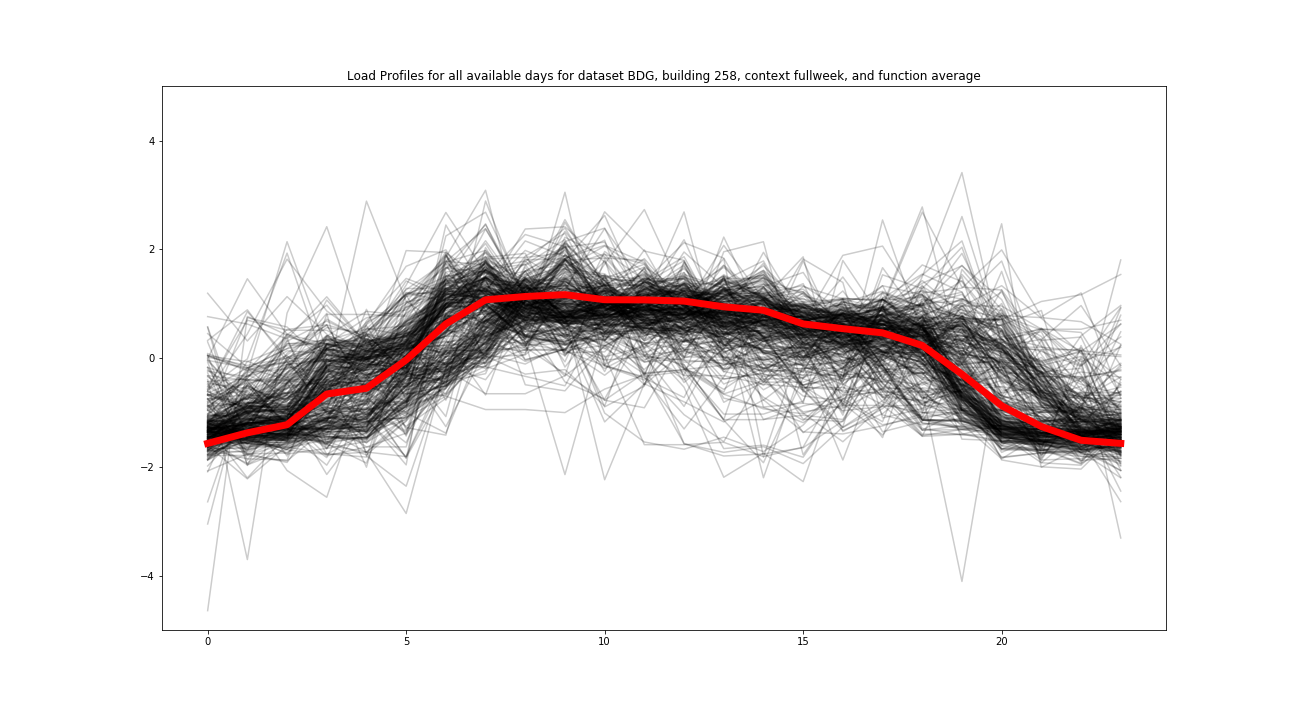 Load Profiles for all available days for dataset BDG, building 258, context fullweek, and function average
4
2
0
−2
−4
0 5 10 15 20